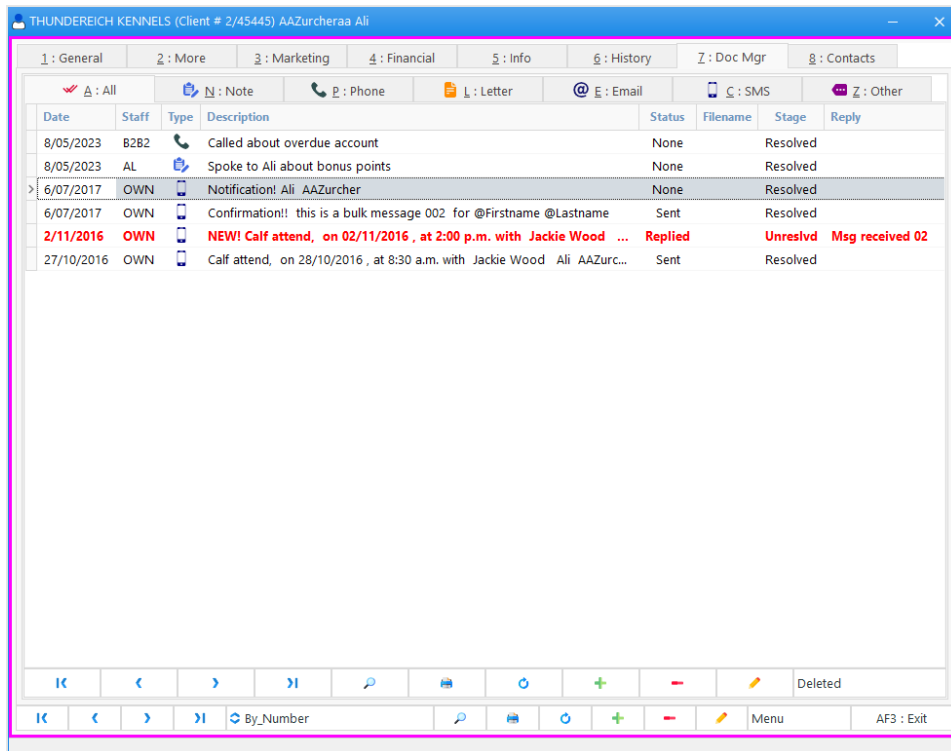 THUNDEREICH KENNELS (Client # 2/45445) AAZurcheraa Ali
1 : General 2 : More 3 : Marketing 4 : Financial 5 : Info 6 : History 7 : Doc Mgr 8 : Contacts
A : All N : Note P : Phone L : Letter E : Email C : SMS Z : Other
Date Staff Type Description Status Filename Stage Reply
8/05/2023 B2B2 Called about overdue account None Resolved
8/05/2023 AL Spoke to Ali about bonus points None Resolved
6/07/2017 OWN Notification! Ali AAZurcher None Resolved
6/07/2017 OWN Confirmation!! this is a bulk message 002 for @Firstname @Lastname Sent Resolved
2/11/2016 OWN NEW! Calf attend, on 02/11/2016 , at 2:00 p.m. with Jackie Wood ... Replied Unreslvd Msg received 02
27/10/2016 OWN Calf attend, on 28/10/2016 , at 8:30 a.m. with Jackie Wood Ali AAZurc... Sent Resolved
Deleted
By_Number Menu AF3 : Exit